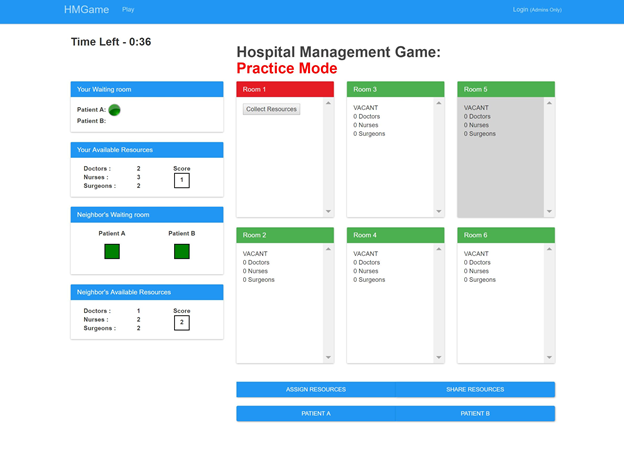 HMGame Play Login (Admins Only)
Time Left - 0:36
Hospital Management Game:
Practice Mode
Your Waiting room
Patient A:
Patient B:
Your Available Resources
Doctors : 2 Score
Nurses : 3 1
Surgeons : 2
Neighbor's Waiting room
Patient A Patient B
Neighbor's Available Resources
Doctors : 1 Score
Nurses : 2 2
Surgeons : 2
Room 1
Collect Resources
Room 3
VACANT
0 Doctors
0 Nurses
0 Surgeons
Room 5
VACANT
0 Doctors
0 Nurses
0 Surgeons
Room 2
VACANT
0 Doctors
0 Nurses
0 Surgeons
Room 4
VACANT
0 Doctors
0 Nurses
0 Surgeons
Room 6
VACANT
0 Doctors
0 Nurses
0 Surgeons
ASSIGN RESOURCES SHARE RESOURCES
PATIENT A PATIENT B